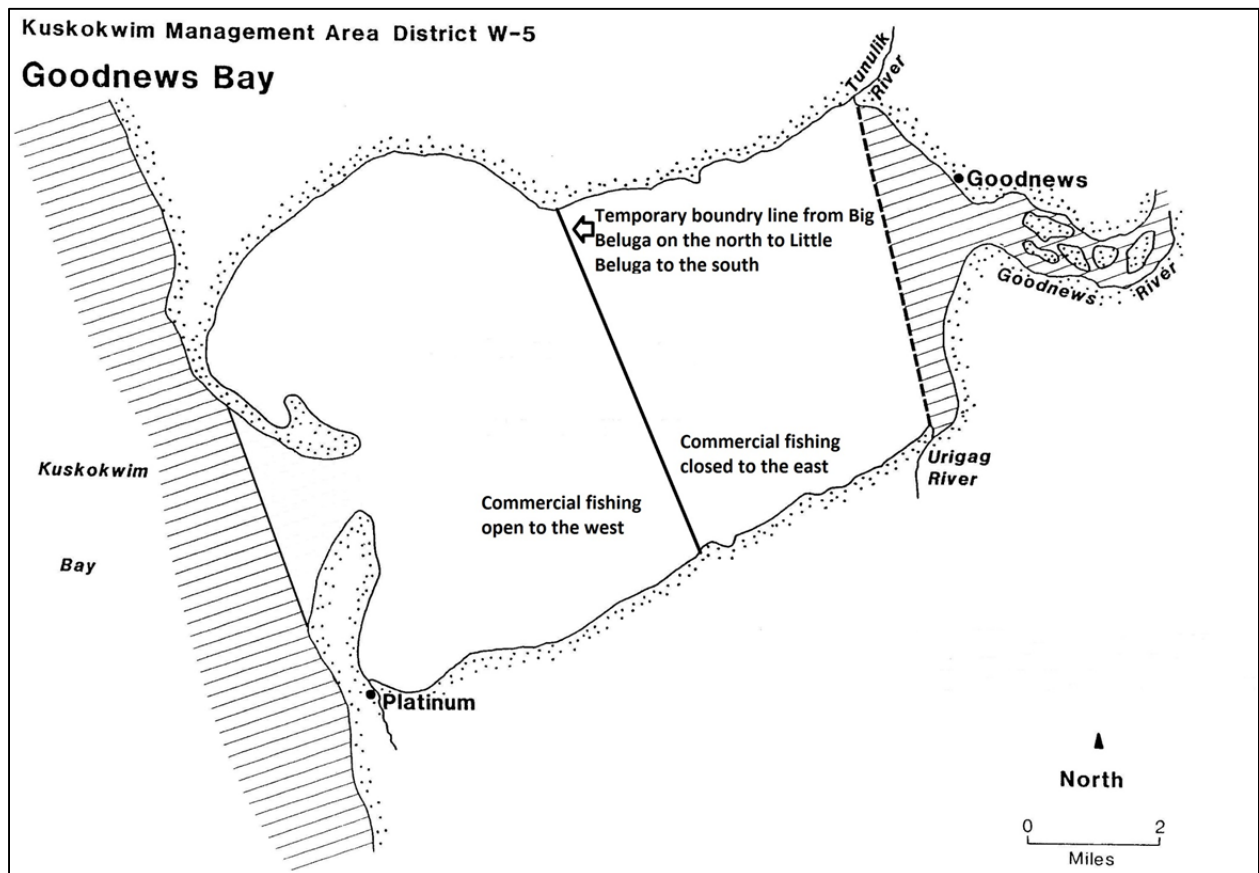 Kuskokwim Management Area District W-5
Goodnews Bay
Tunulik
River
Goodnews
Temporary boundry line from Big
Beluga on the north to Little
Beluga to the south
Goodnews River
Commercial fishing
closed to the east
Urigag
River
Kuskokwim
Bay
Commercial fishing
open to the west
Platinum
North
0 2
Miles